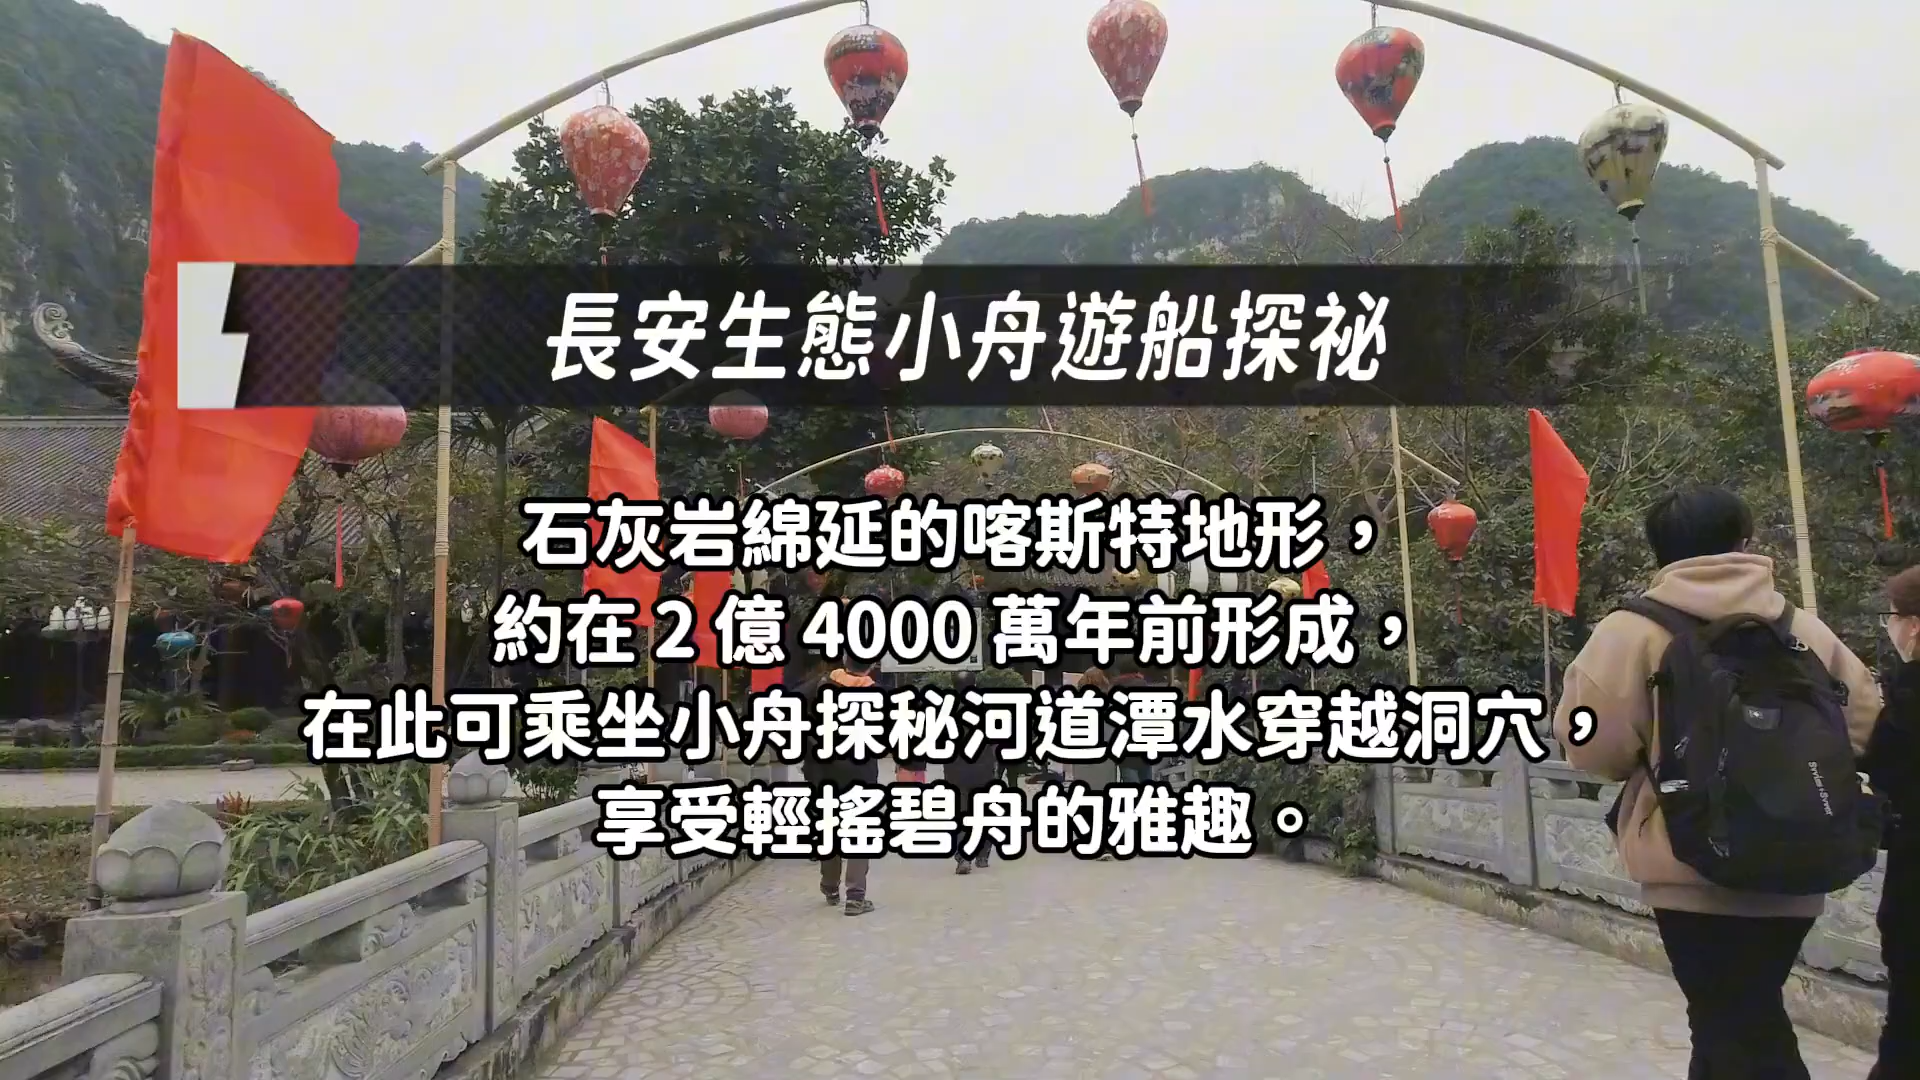 長安生態小舟遊船探祕
石灰岩綿延的喀斯特地形，
約在 2 億 4000 萬年前形成，
在此可乘坐小舟探秘河道潭水穿越洞穴，
享受輕搖碧舟的雅趣。